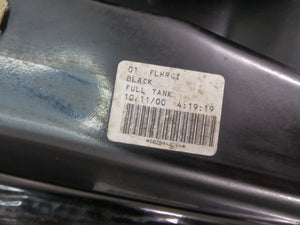 01 FLHRCI
BLACK
FULL TANK
10/11/00 4:19:19